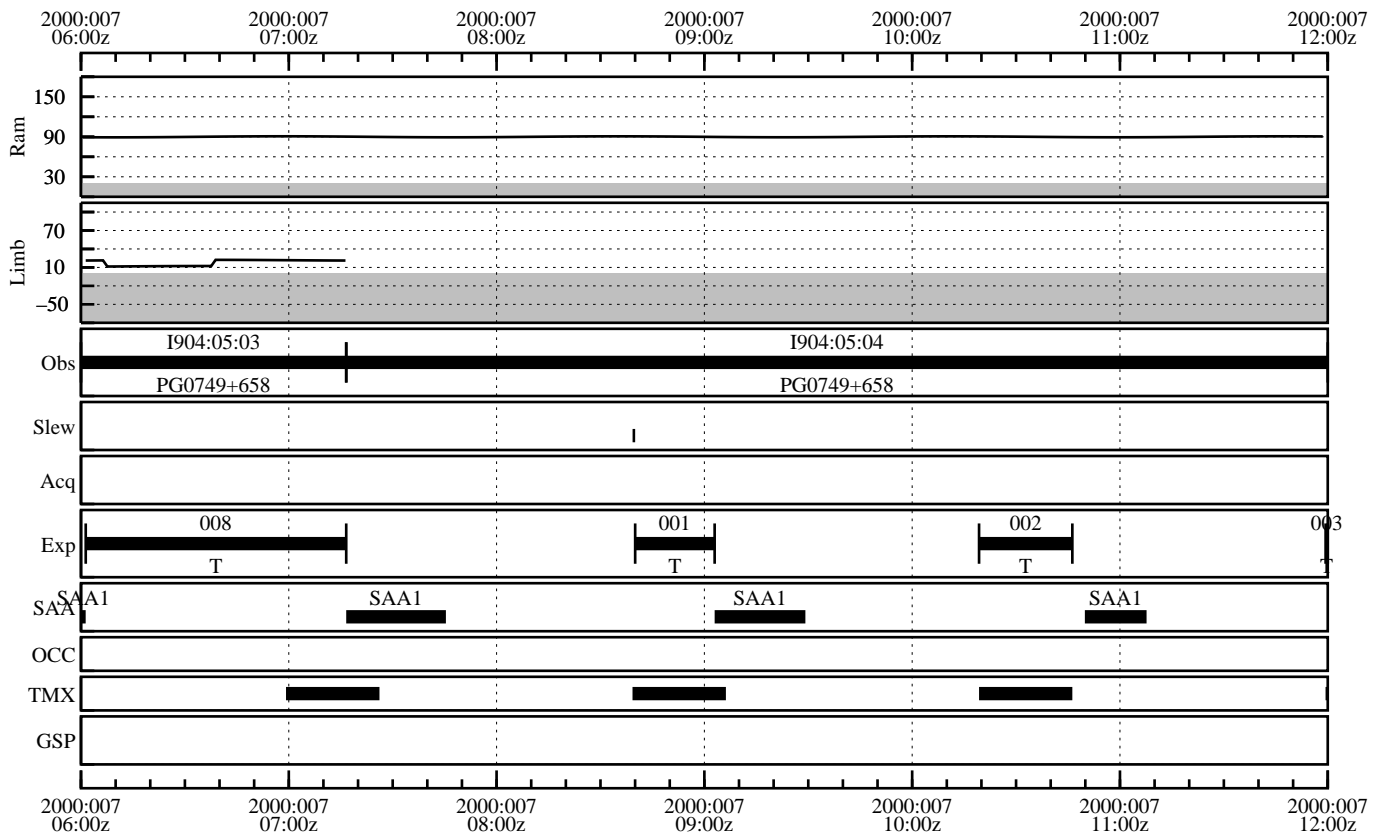 2000:007 2000:007 2000:007 2000:007 2000:007 2000:007 2000:007
06:00z 07:00z 08:00z 09:00z 10:00z 11:00z 12:00z
150
Ram 90
30
70
Limb 10
−50
I904:05:03 I904:05:04
Obs
PG0749+658 PG0749+658
Slew
Acq
008 001 002 003
Exp
T T T T
SAA1 SAA1 SAA1 SAA1
SAA
OCC
TMX
GSP
2000:007 2000:007 2000:007 2000:007 2000:007 2000:007 2000:007
06:00z 07:00z 08:00z 09:00z 10:00z 11:00z 12:00z